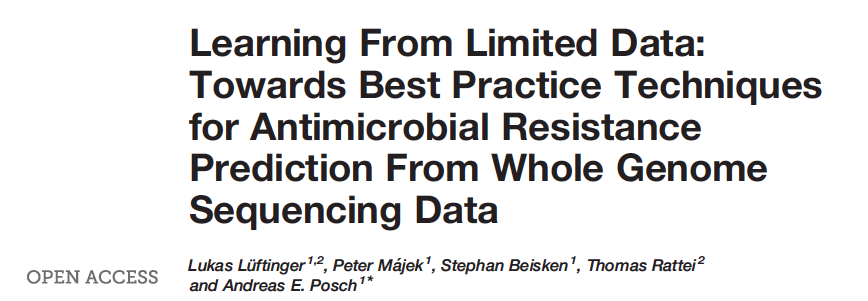 Learning From Limited Data:
Towards Best Practice Techniques
for Antimicrobial Resistance
Prediction From Whole Genome
Sequencing Data
OPEN ACCESS
Lukas Lüftinger 1,2, Peter Májek 1, Stephan Beisken 1, Thomas Rattei 2
and Andreas E. Posch 1*